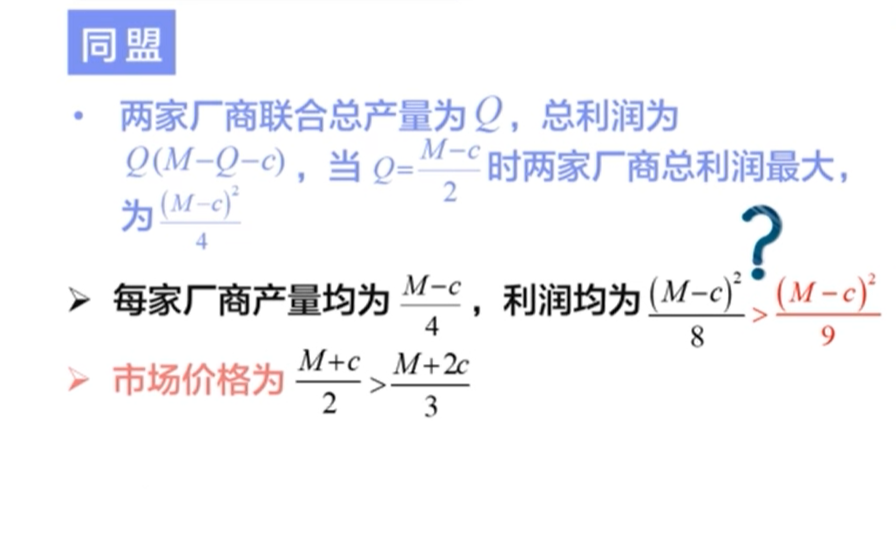 同盟
• 两家厂商联合总产量为Q，总利润为
Q(M−Q−c)，当 Q=\frac{M−c}{2} 时两家厂商总利润最大，
为 \frac{(M−c)^2}{4}
?
➢ 每家厂商产量均为 \frac{M−c}{4}，利润均为 \frac{(M−c)^2}{8} > \frac{(M−c)^2}{9}
➢ 市场价格为 \frac{M+c}{2} > \frac{M+2c}{3}